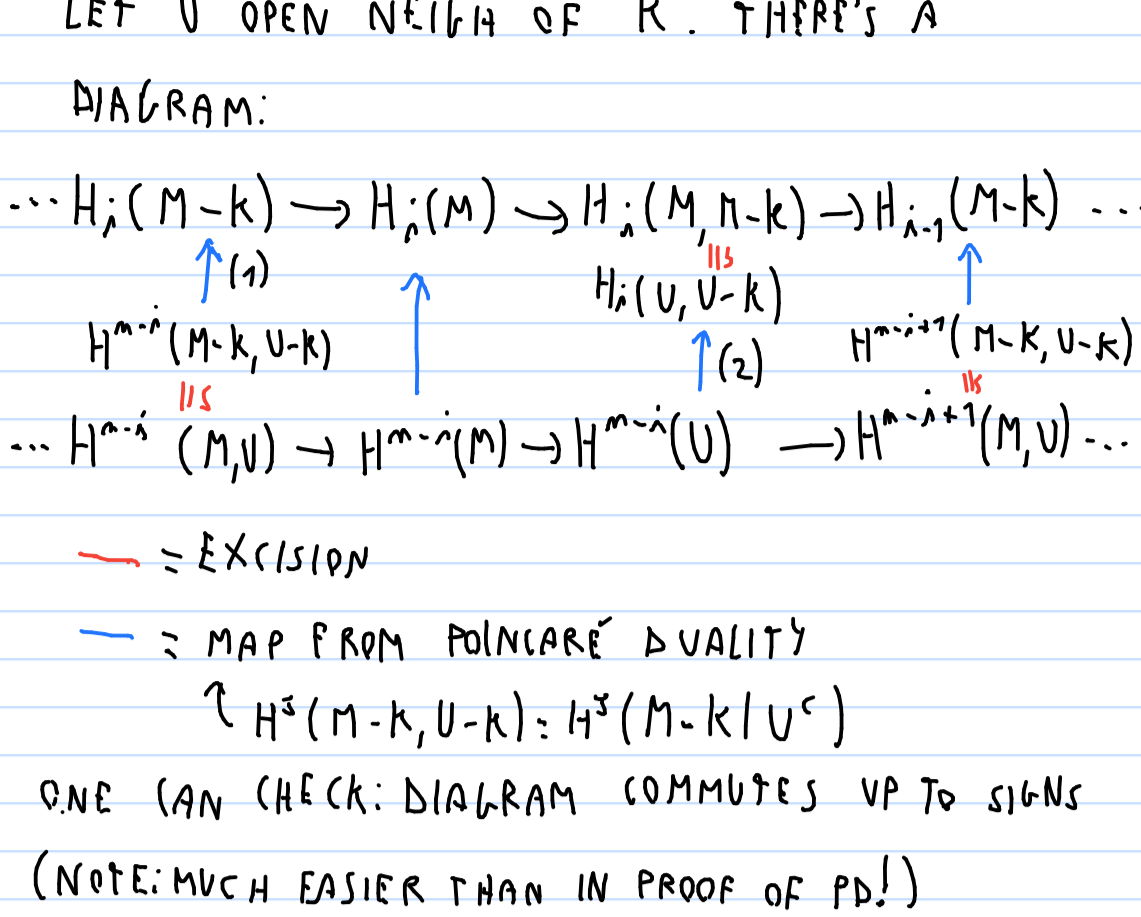 LET U OPEN NEIGH OF K. THERE'S A
DIAGRAM:
... Hᵢ(M-K) → Hᵢ(M) → Hᵢ(M, M-K) → Hᵢ₋₁(M-K) ...
↑(1) ↑ ≅ ↑
Hᵢ(U, U-K)
Hᵐ⁻ⁱ(M-K, U-K) ↑(2) Hᵐ⁻ⁱ⁺¹(M-K, U-K)
≅ ≅
... Hᵐ⁻ⁱ(M,U) → Hᵐ⁻ⁱ(M) → Hᵐ⁻ⁱ(U) → Hᵐ⁻ⁱ⁺¹(M,U) ...
— = EXCISION
— = MAP FROM POINCARÉ DUALITY
Hʲ(M-K, U-K) = Hʲ(M-K | Uᶜ)
ONE CAN CHECK: DIAGRAM COMMUTES UP TO SIGNS
(NOTE: MUCH EASIER THAN IN PROOF OF PD!)